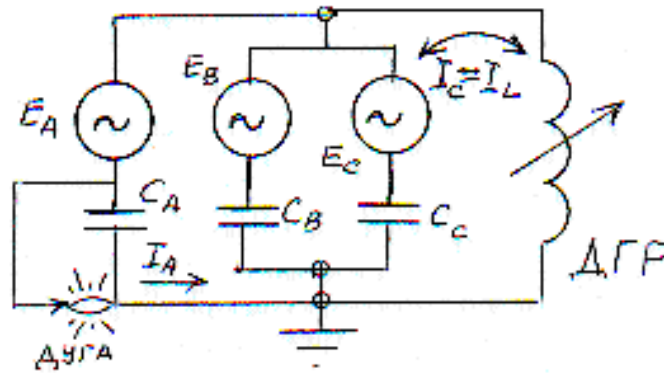 E_B
I_C = I_L
E_A
E_C
C_A
C_B
C_C
I_A
ДГР
ДУГА